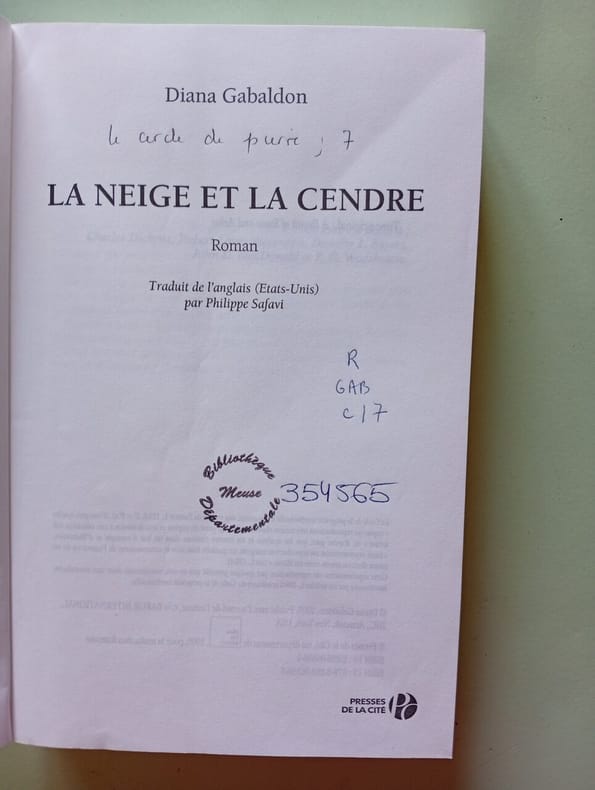 Diana Gabaldon
le cercle de pierre ; 7
LA NEIGE ET LA CENDRE
Roman
Traduit de l'anglais (Etats-Unis)
par Philippe Safavi
R
GAB
C17
Bibliothèque
Meuse
Départementale
354565
PRESSES
DE LA CITÉ